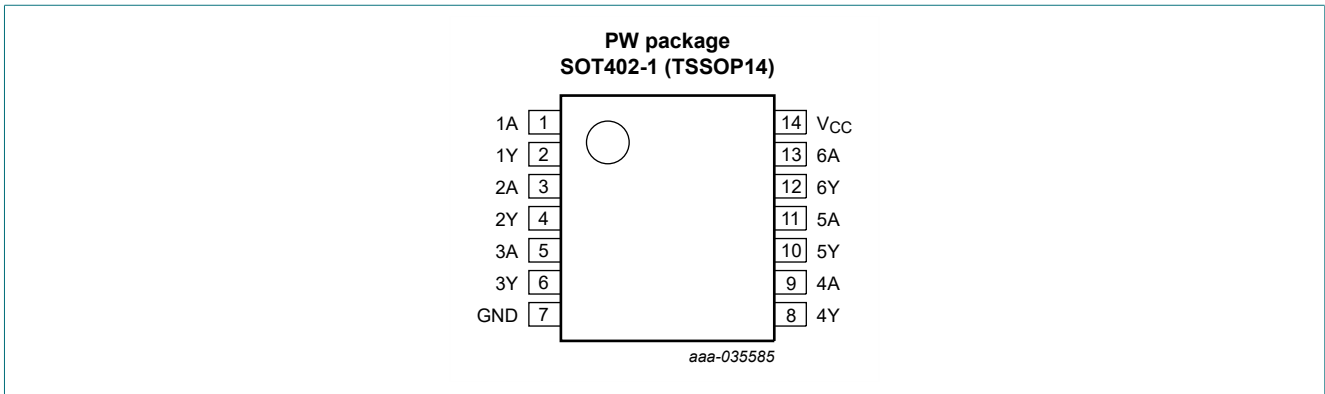 PW package
SOT402-1 (TSSOP14)
1A 1 14 VCC
1Y 2 13 6A
2A 3 12 6Y
2Y 4 11 5A
3A 5 10 5Y
3Y 6 9 4A
GND 7 8 4Y
aaa-035585